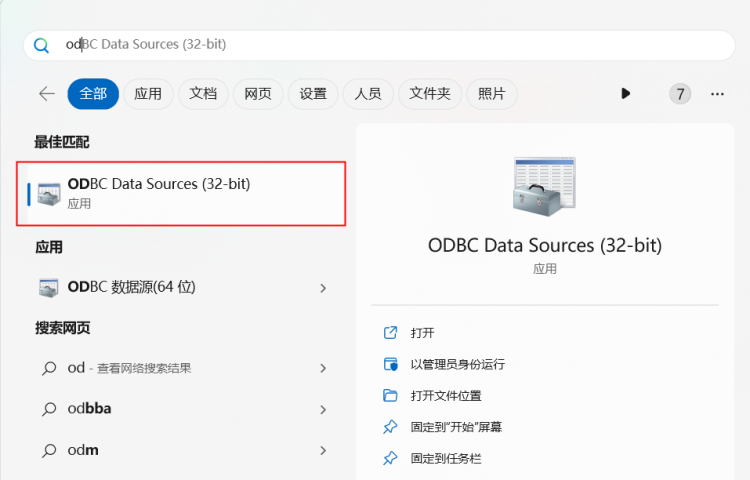 odBC Data Sources (32-bit)
全部 应用 文档 网页 设置 人员 文件夹 照片 7
最佳匹配
ODBC Data Sources (32-bit)
应用
应用
ODBC 数据源(64 位)
搜索网页
od - 查看网络搜索结果
odbba
odm
ODBC Data Sources (32-bit)
应用
打开
以管理员身份运行
打开文件位置
固定到"开始"屏幕
固定到任务栏